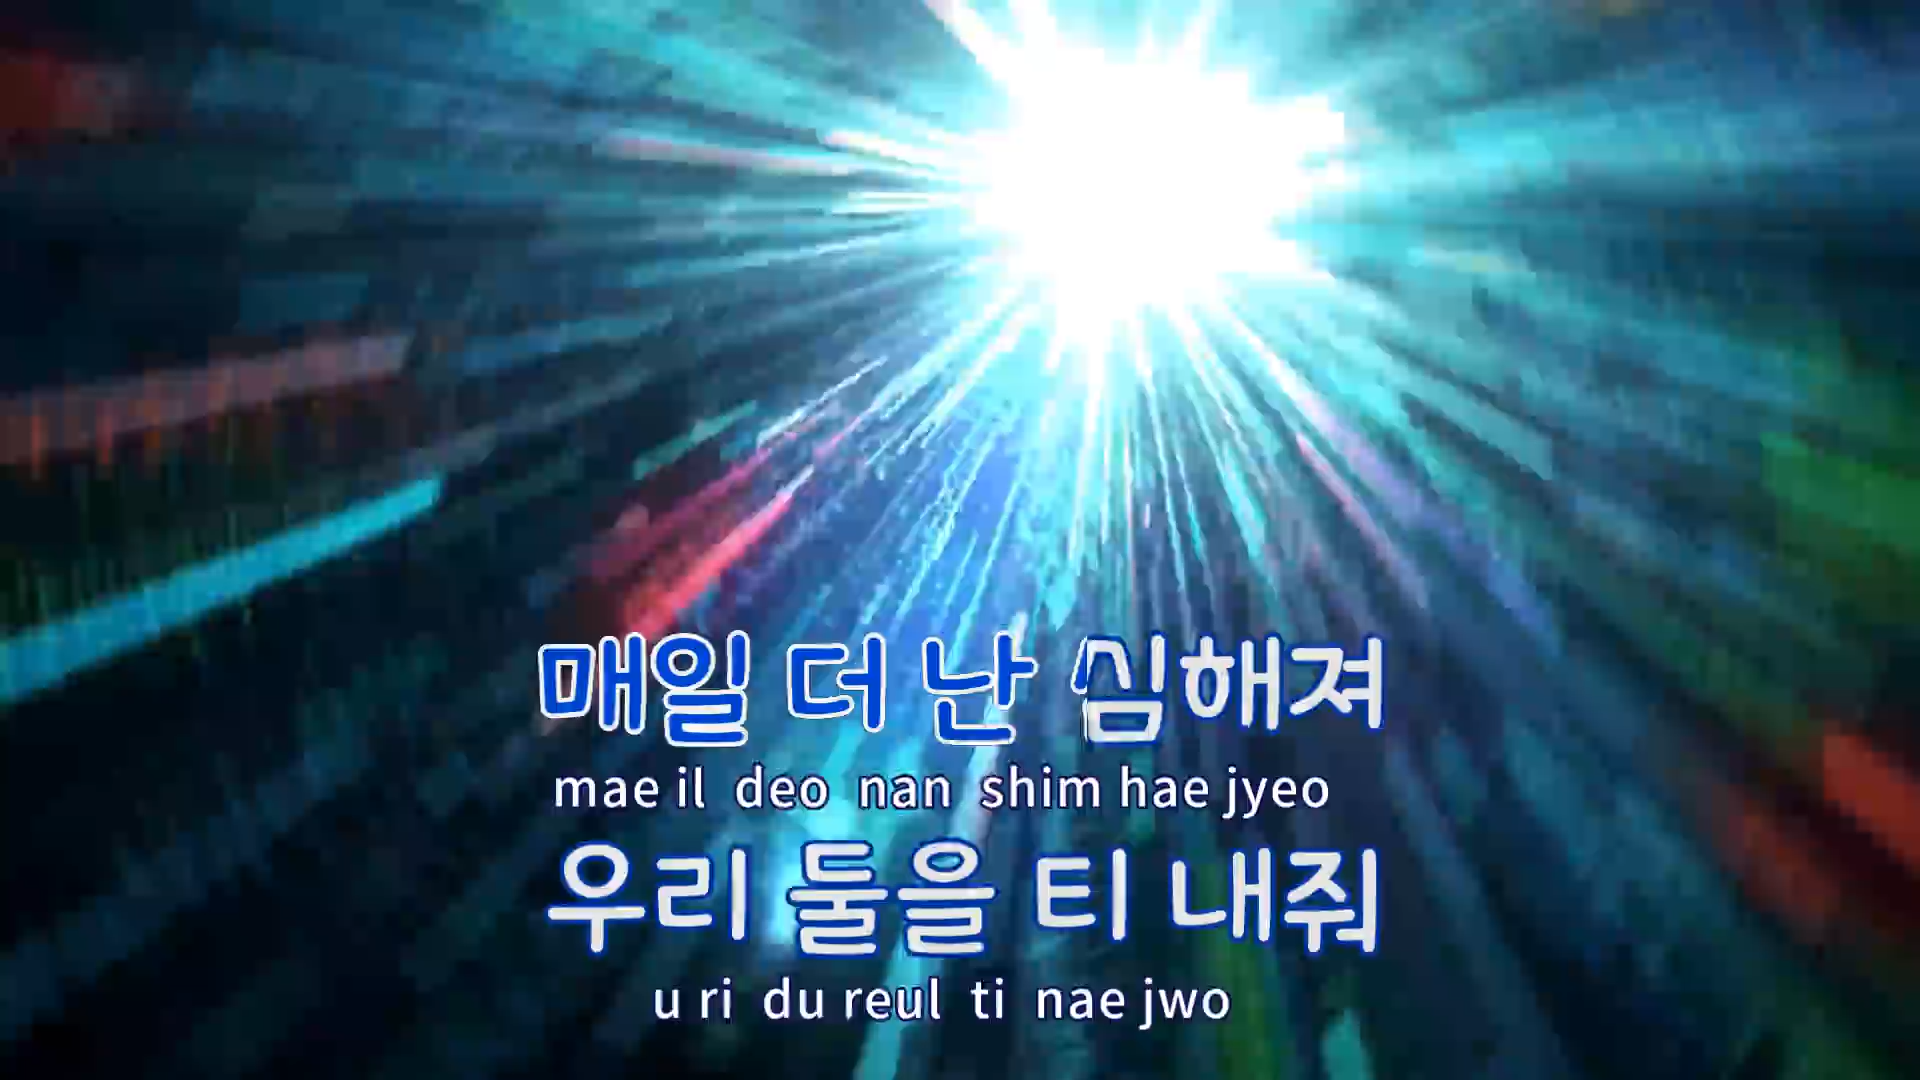 매일 더 난 심해져
mae il deo nan shim hae jyeo
우리 둘을 티 내줘
u ri du reul ti nae jwo